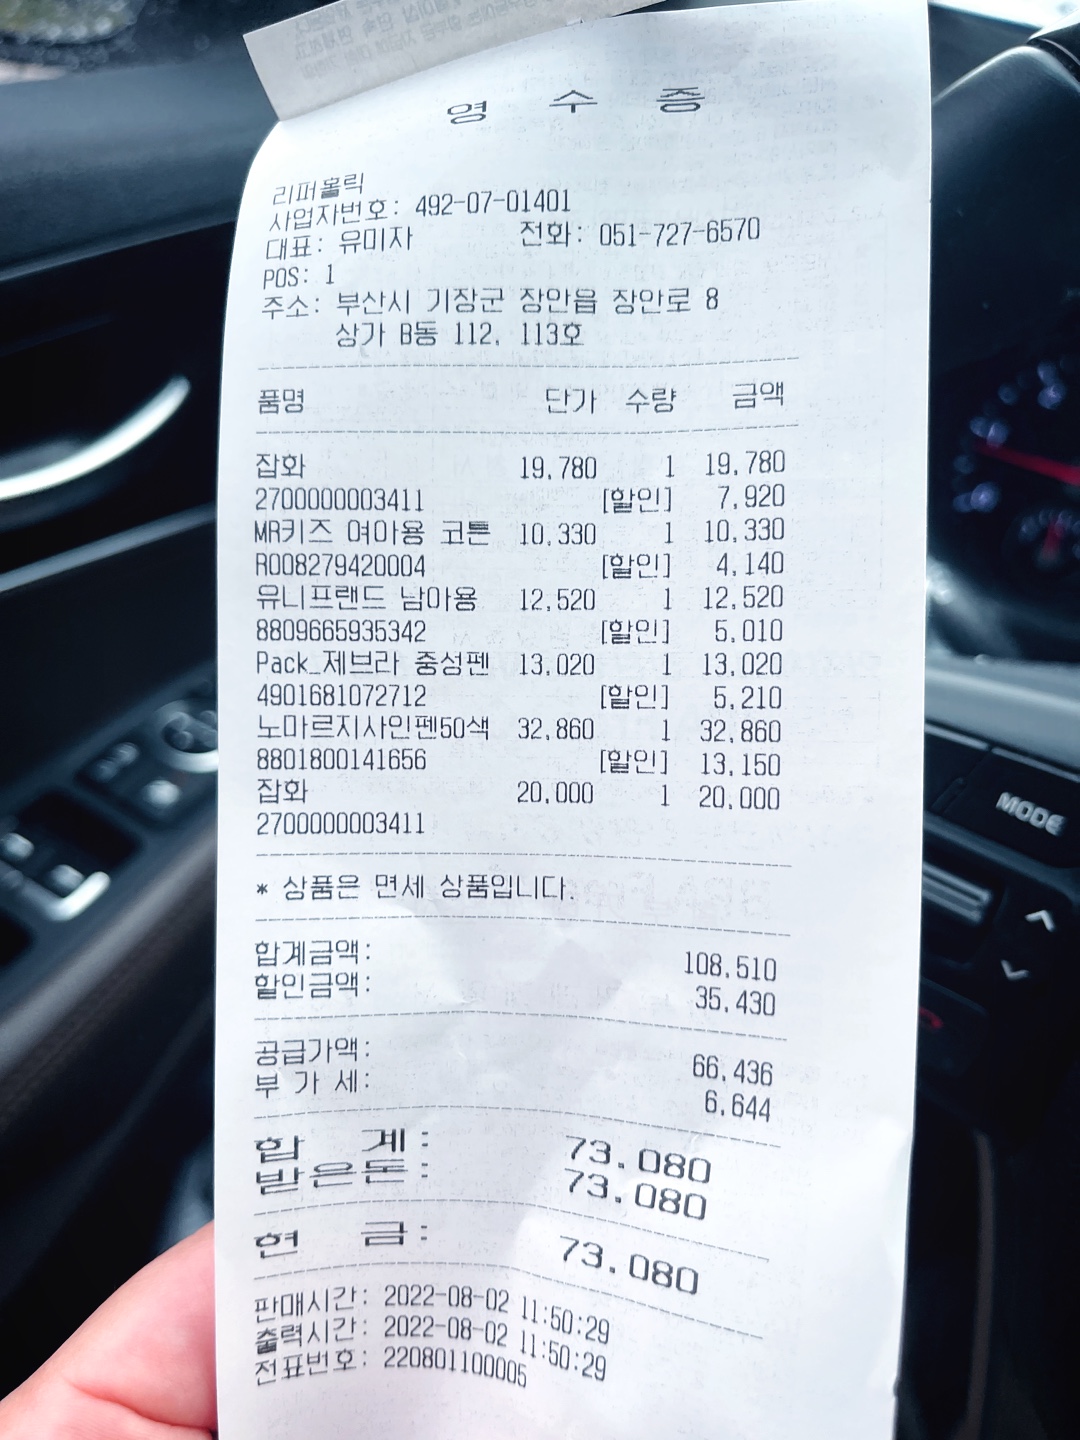 영 수 증
리퍼홀릭
사업자번호: 492-07-01401
대표: 유미자 전화: 051-727-6570
POS: 1
주소: 부산시 기장군 장안읍 장안로 8
상가 B동 112, 113호
품명 단가 수량 금액
잡화 19,780 1 19,780
2700000003411 [할인] 7,920
MR키즈 여아용 코튼 10,330 1 10,330
R008279420004 [할인] 4,140
유니프랜드 남아용 12,520 1 12,520
8809665935342 [할인] 5,010
Pack_제브라 중성펜 13,020 1 13,020
4901681072712 [할인] 5,210
노마르지사인펜50색 32,860 1 32,860
8801800141656 [할인] 13,150
잡화 20,000 1 20,000
2700000003411
* 상품은 면세 상품입니다.
합계금액: 108,510
할인금액: 35,430
공급가액: 66,436
부 가 세: 6,644
합 계: 73,080
받은돈: 73,080
현 금: 73,080
판매시간: 2022-08-02 11:50:29
출력시간: 2022-08-02 11:50:29
전표번호: 220801100005
MODE